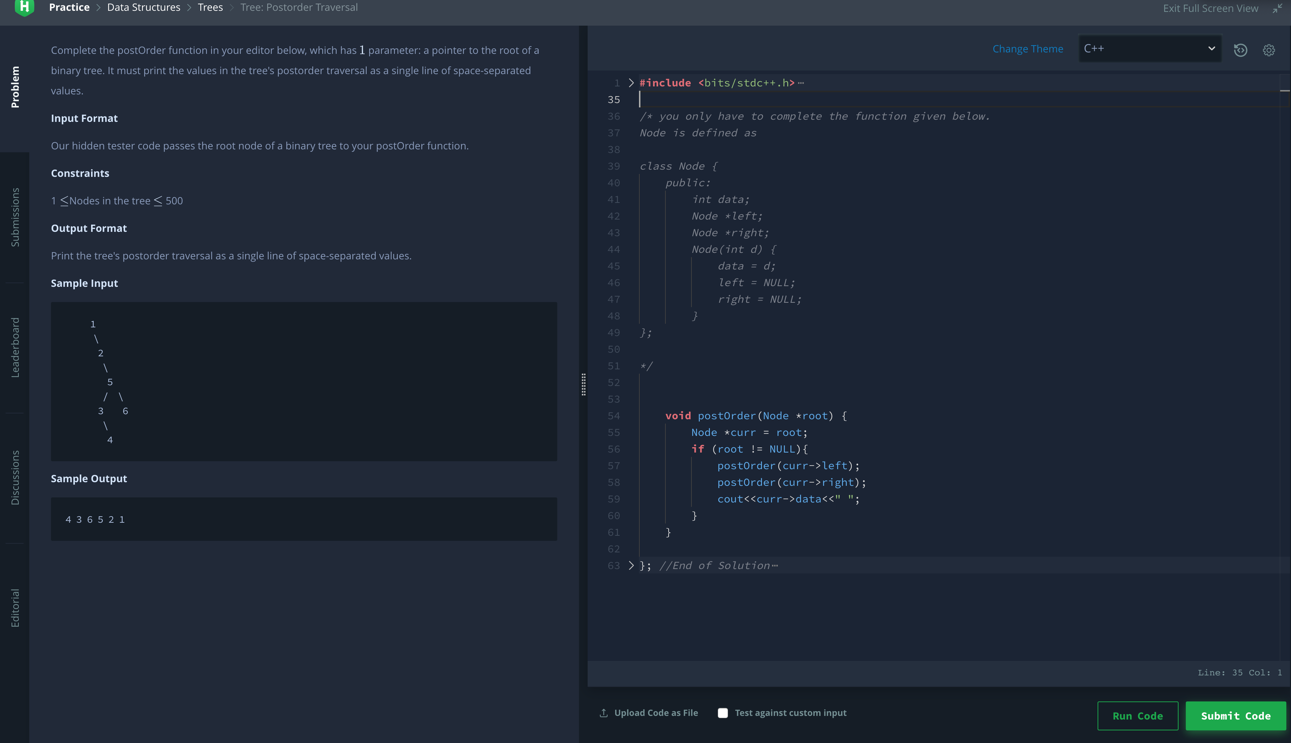 H Practice > Data Structures > Trees > Tree: Postorder Traversal
Exit Full Screen View
Problem
Submissions
Leaderboard
Discussions
Editorial
Complete the postOrder function in your editor below, which has 1 parameter: a pointer to the root of a
binary tree. It must print the values in the tree's postorder traversal as a single line of space-separated
values.
Input Format
Our hidden tester code passes the root node of a binary tree to your postOrder function.
Constraints
1 ≤Nodes in the tree ≤ 500
Output Format
Print the tree's postorder traversal as a single line of space-separated values.
Sample Input
1
\
2
\
5
/ \
3 6
\
4
Sample Output
4 3 6 5 2 1
Change Theme C++
1 > #include <bits/stdc++.h>⋯
35
36 /* you only have to complete the function given below.
37 Node is defined as
38
39 class Node {
40 public:
41 int data;
42 Node *left;
43 Node *right;
44 Node(int d) {
45 data = d;
46 left = NULL;
47 right = NULL;
48 }
49 };
50
51 */
52
53
54 void postOrder(Node *root) {
55 Node *curr = root;
56 if (root != NULL){
57 postOrder(curr->left);
58 postOrder(curr->right);
59 cout<<curr->data<<" ";
60 }
61 }
62
63 > }; //End of Solution⋯
Line: 35 Col: 1
Upload Code as File Test against custom input
Run Code Submit Code